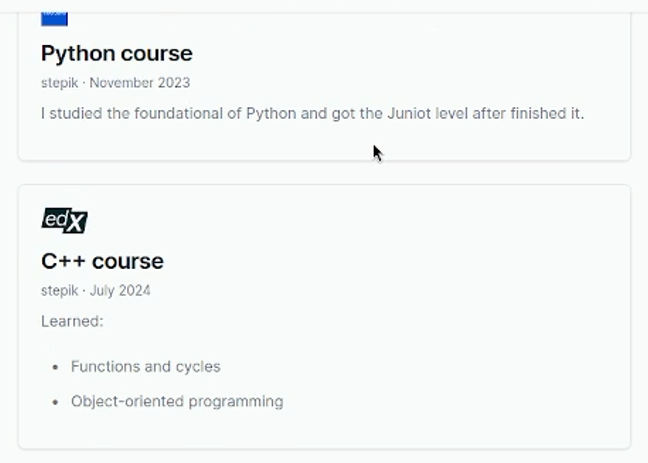 Python course
stepik · November 2023
I studied the foundational of Python and got the Juniot level after finished it.
edX
C++ course
stepik · July 2024
Learned:
• Functions and cycles
• Object-oriented programming